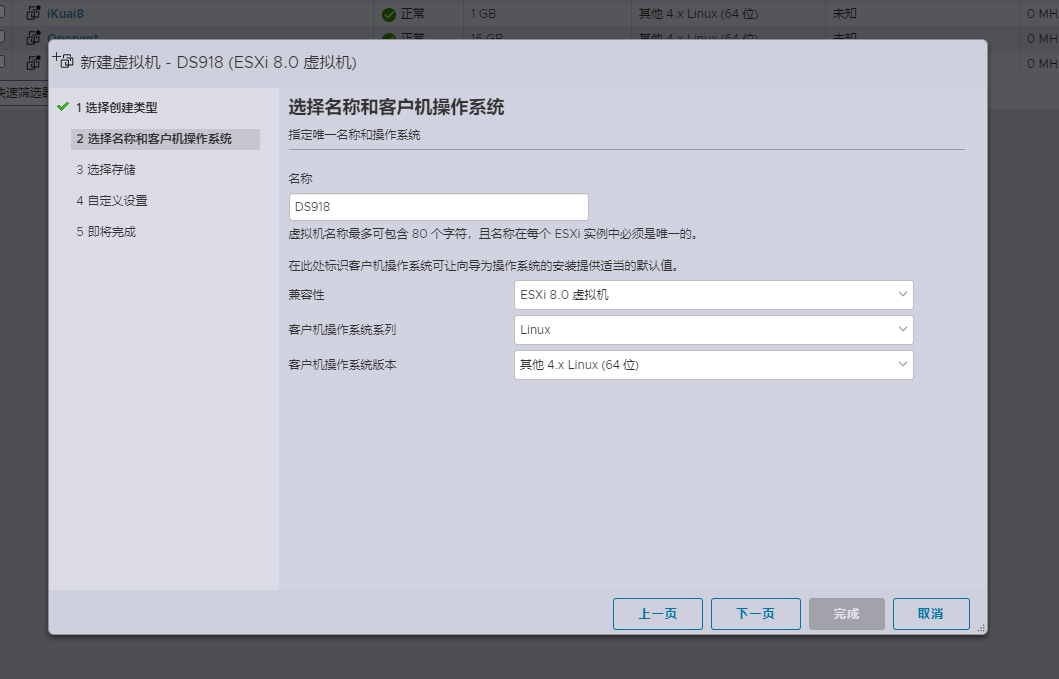 iKuai8 正常 1 GB 其他 4.x Linux (64 位) 未知 0 MH
Openwrt 正常 16 GB 其他 4.x Linux (64 位) 未知 0 MH
0 MH
快速筛选器
新建虚拟机 - DS918 (ESXi 8.0 虚拟机)
1 选择创建类型
2 选择名称和客户机操作系统
3 选择存储
4 自定义设置
5 即将完成
选择名称和客户机操作系统
指定唯一名称和操作系统
名称
DS918
虚拟机名称最多可包含 80 个字符，且名称在每个 ESXi 实例中必须是唯一的。
在此处标识客户机操作系统可让向导为操作系统的安装提供适当的默认值。
兼容性 ESXi 8.0 虚拟机
客户机操作系统系列 Linux
客户机操作系统版本 其他 4.x Linux (64 位)
上一页 下一页 完成 取消